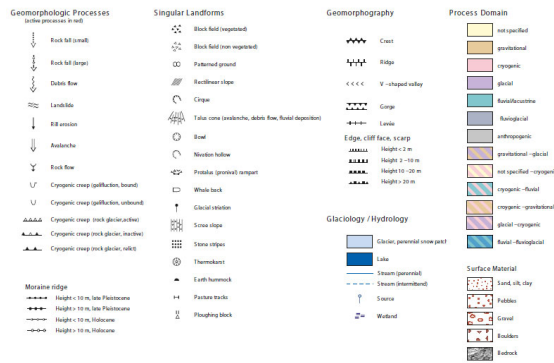 Geomorphologic Processes
(active processes in red)
Rock fall (small)
Rock fall (large)
Debris flow
Landslide
Rill erosion
Avalanche
Rock flow
Cryogenic creep (gelifluction, bound)
Cryogenic creep (gelifluction, unbound)
Cryogenic creep (rock glacier,active)
Cryogenic creep (rock glacier, inactive)
Cryogenic creep (rock glacier, relict)
Moraine ridge
Height < 10 m, late Pleistocene
Height > 10 m, late Pleistocene
Height < 10 m, Holocene
Height > 10 m, Holocene
Singular Landforms
Block field (vegetated)
Block field (non vegetated)
Patterned ground
Rectilinear slope
Cirque
Talus cone (avalanche, debris flow, fluvial deposition)
Bowl
Nivation hollow
Protalus (pronival) rampart
Whale back
Glacial striation
Scree slope
Stone stripes
Thermokarst
Earth hummock
Pasture tracks
Ploughing block
Geomorphography
Crest
Ridge
V –shaped valley
Gorge
Levée
Edge, cliff face, scarp
Height < 2 m
Height 2 –10 m
Height 10 –20 m
Height > 20 m
Glaciology / Hydrology
Glacier, perennial snow patch
Lake
Stream (perennial)
Stream (intermittend)
Source
Wetland
Process Domain
not specified
gravitational
cryogenic
glacial
fluvial/lacustrine
fluvioglacial
anthropogenic
gravitational –glacial
not specified –cryogenic
cryogenic –fluvial
cryogenic –gravitational
glacial –cryogenic
fluvial –fluvioglacial
Surface Material
Sand, silt, clay
Pebbles
Gravel
Boulders
Bedrock